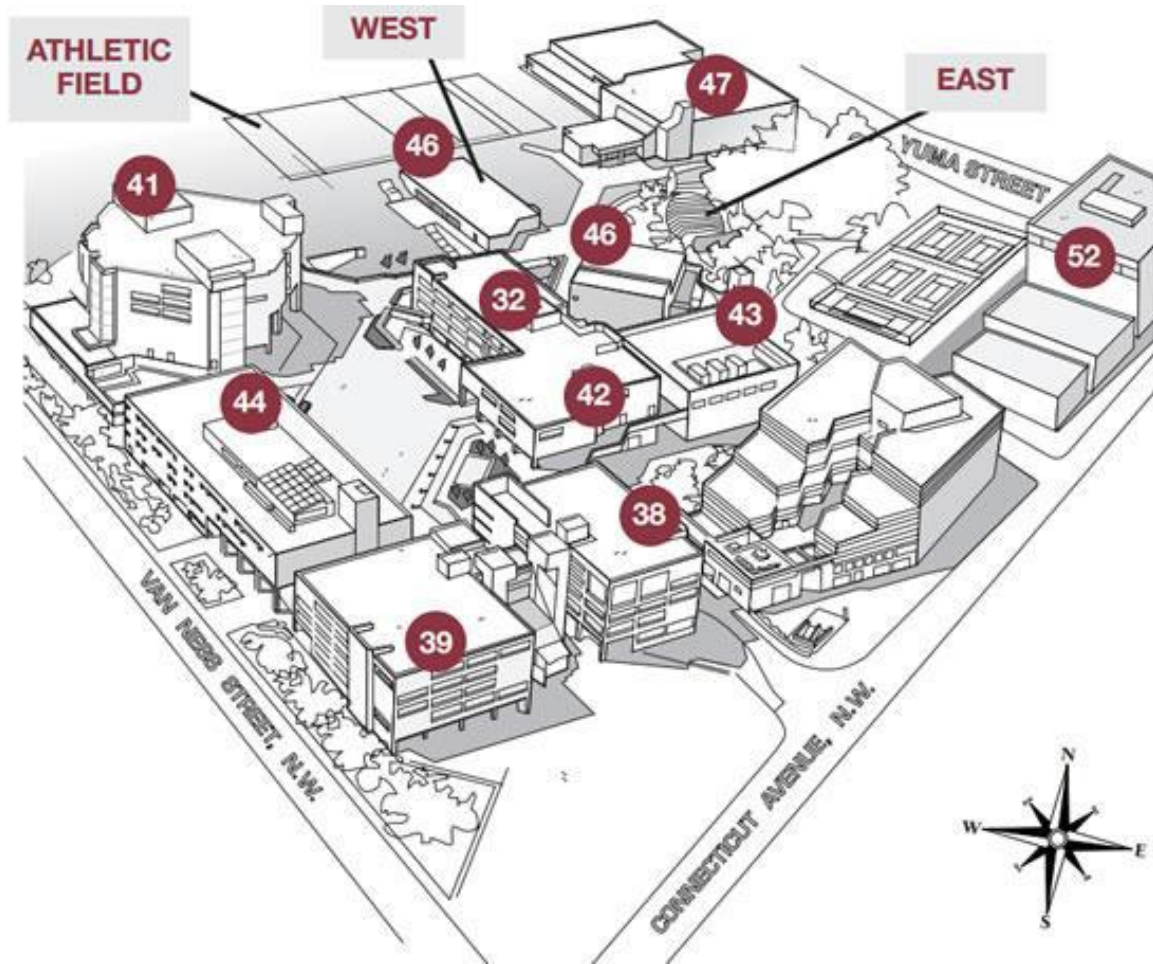 ATHLETIC
FIELD
WEST
EAST
47
46
41
YUMA STREET
46
52
32
43
42
44
38
39
VAN NESS STREET, N.W.
CONNECTICUT AVENUE, N.W.
N
W
E
S